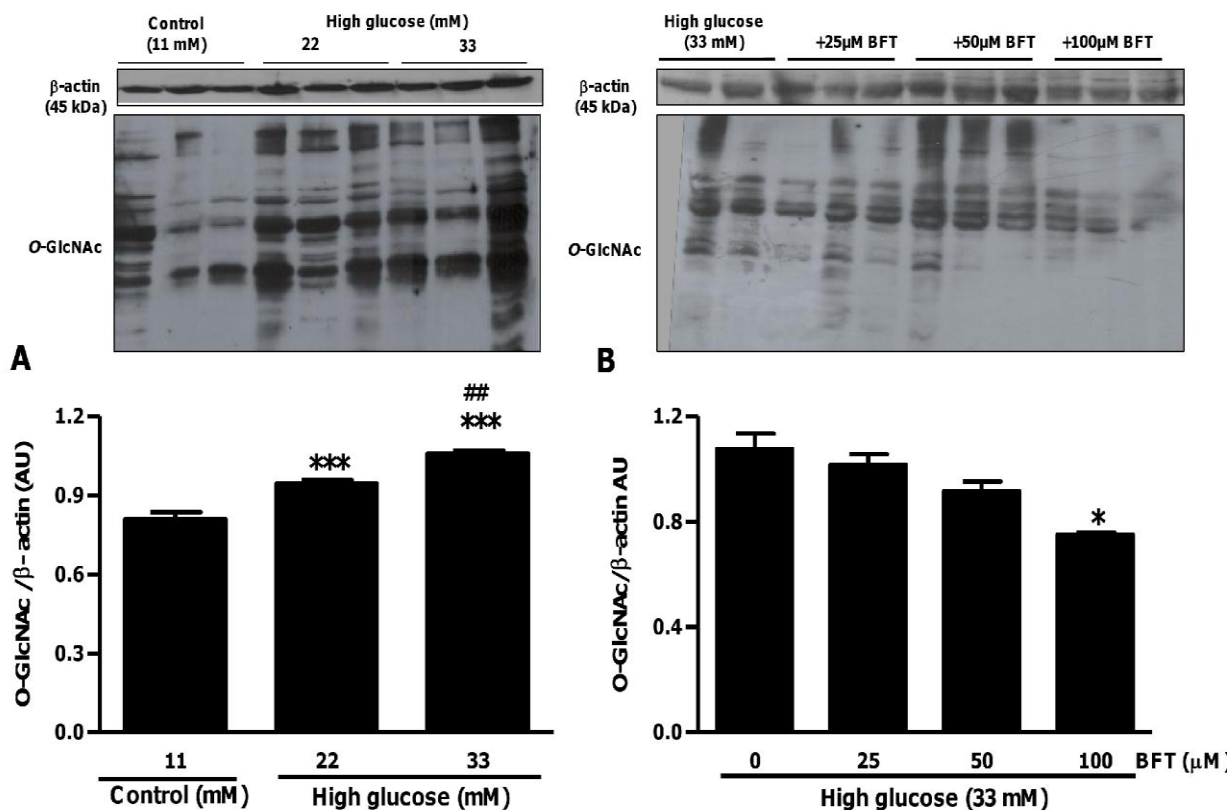 Control
(11 mM)
High glucose (mM)
22
33
β-actin
(45 kDa)
O-GlcNAc
A
High glucose
(33 mM)
+25μM BFT
+50μM BFT
+100μM BFT
β-actin
(45 kDa)
O-GlcNAc
B
O-GlcNAc /β- actin (AU)
1.2
0.9
0.6
0.3
0.0
***
##
***
11
22
33
Control (mM)
High glucose (mM)
O-GlcNAc/β-actin AU
1.2
0.8
0.4
0.0
*
0
25
50
100
BFT (μM)
High glucose (33 mM)